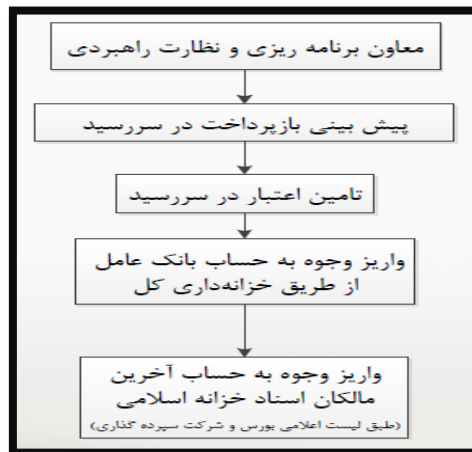 معاون برنامه ریزی و نظارت راهبردی
پیش بینی بازپرداخت در سررسید
تامین اعتبار در سررسید
واریز وجوه به حساب بانک عامل
از طریق خزانه‌داری کل
واریز وجوه به حساب آخرین
مالکان اسناد خزانه اسلامی
(طبق لیست اعلامی بورس و شرکت سپرده گذاری)